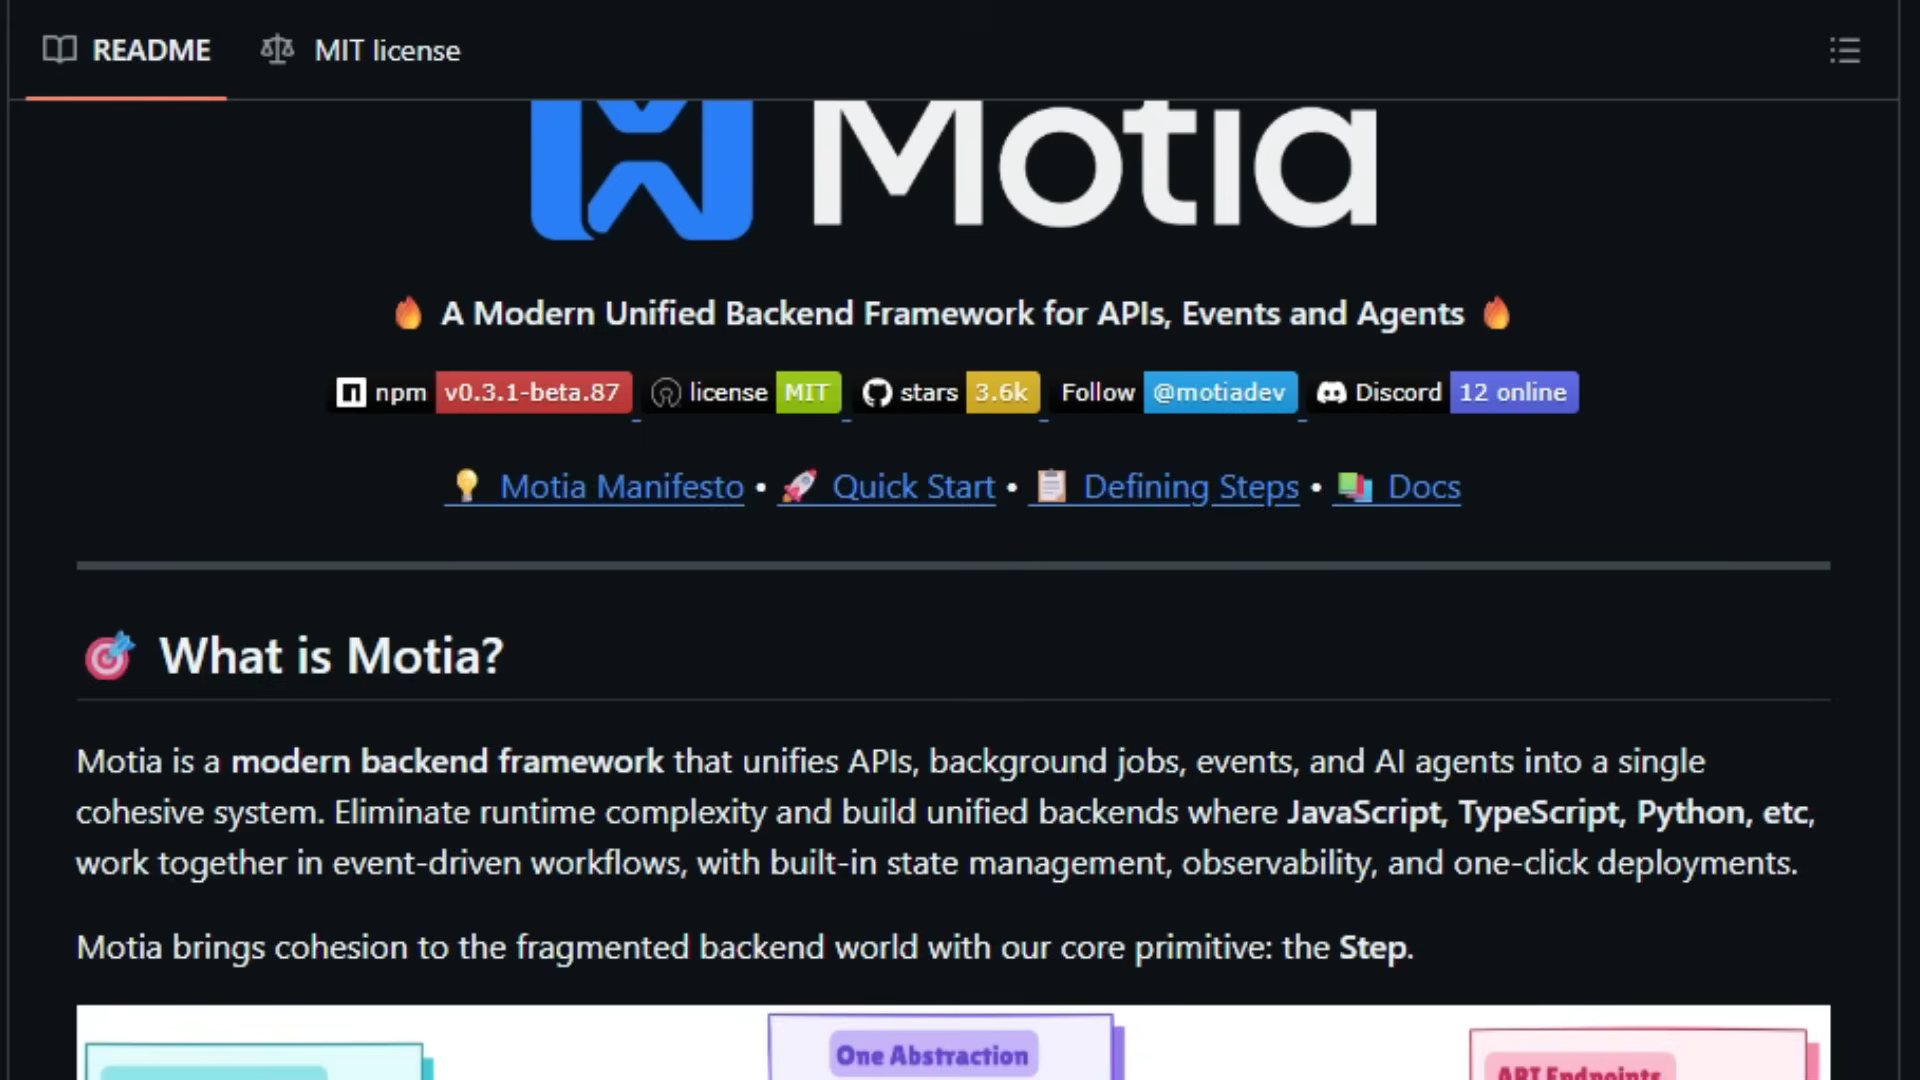 README MIT license
Motia
🔥 A Modern Unified Backend Framework for APIs, Events and Agents 🔥
npm v0.3.1-beta.87 license MIT stars 3.6k Follow @motiadev Discord 12 online
💡 Motia Manifesto • 🚀 Quick Start • 📋 Defining Steps • 📚 Docs
🎯 What is Motia?
Motia is a modern backend framework that unifies APIs, background jobs, events, and AI agents into a single
cohesive system. Eliminate runtime complexity and build unified backends where JavaScript, TypeScript, Python, etc,
work together in event-driven workflows, with built-in state management, observability, and one-click deployments.
Motia brings cohesion to the fragmented backend world with our core primitive: the Step.
One Abstraction
API Endpoints